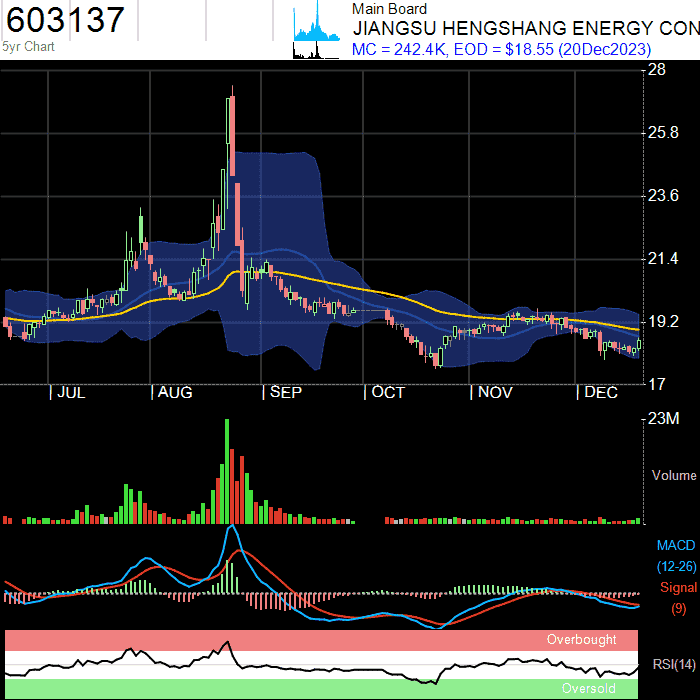 603137
5yr Chart
Main Board
JIANGSU HENGSHANG ENERGY CON
MC = 242.4K, EOD = $18.55 (20Dec2023)
28
25.8
23.6
21.4
19.2
17
JUL
AUG
SEP
OCT
NOV
DEC
23M
Volume
MACD
(12-26)
Signal
(9)
Overbought
RSI(14)
Oversold